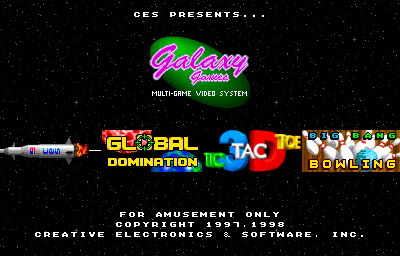 CES PRESENTS...
Galaxy
Games
MULTI-GAME VIDEO SYSTEM
GLOBAL
DOMINATION
TIC TAC TOE
3D
BIG BANG
BOWLING
FOR AMUSEMENT ONLY
COPYRIGHT 1997,1998
CREATIVE ELECTRONICS & SOFTWARE, INC.